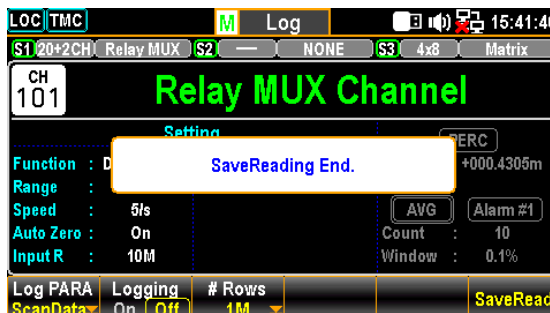 LOC TMC M Log 15:41:4
S1 20+2CH Relay MUX S2 — NONE S3 4x8 Matrix
CH
101
Relay MUX Channel
Setting
PERC
Function : D
+000.4305m
SaveReading End.
Range :
Speed : 5/s
AVG Alarm #1
Auto Zero : On
Count : 10
Input R : 10M
Window : 0.1%
Log PARA Logging # Rows
ScanData On Off 1M SaveRead